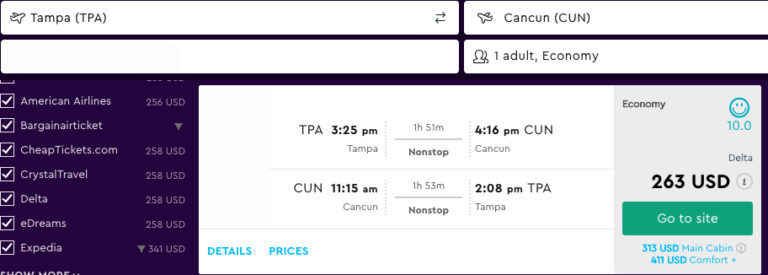 Tampa (TPA)
Cancun (CUN)
1 adult, Economy
American Airlines 256 USD
Bargainairticket
CheapTickets.com 258 USD
CrystalTravel 258 USD
Delta 258 USD
eDreams 258 USD
Expedia 341 USD
SHOW MORE
TPA 3:25 pm 1h 51m 4:16 pm CUN
Tampa Nonstop Cancun
CUN 11:15 am 1h 53m 2:08 pm TPA
Cancun Nonstop Tampa
DETAILS PRICES
Economy
10.0
Delta
263 USD i
Go to site
313 USD Main Cabin i
411 USD Comfort +